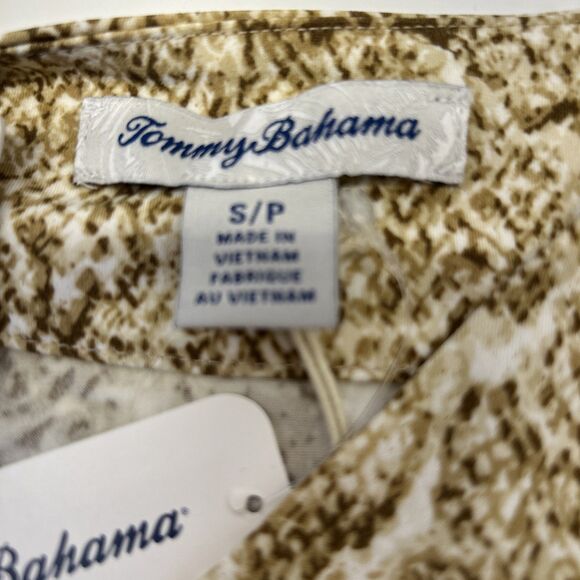 Tommy Bahama
S/P
MADE IN
VIETNAM
FABRIQUE
AU VIETNAM
Bahama